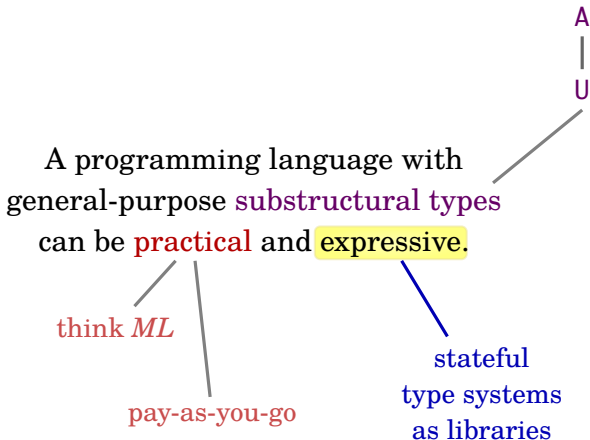 A
U
A programming language with
general-purpose substructural types
can be practical and expressive.
think ML
pay-as-you-go
stateful
type systems
as libraries